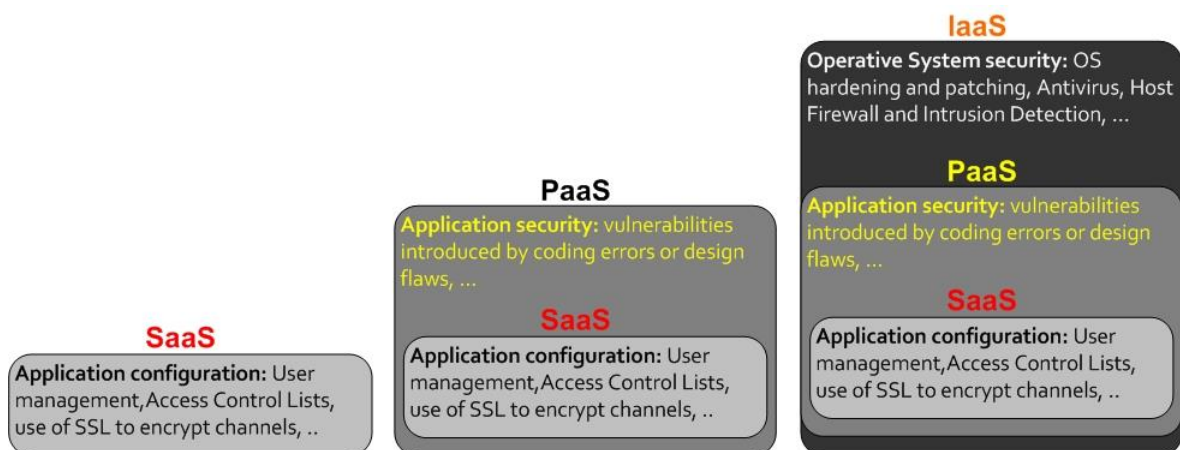 SaaS
Application configuration: User
management,Access Control Lists,
use of SSL to encrypt channels, ..
PaaS
Application security: vulnerabilities
introduced by coding errors or design
flaws, ...
SaaS
Application configuration: User
management,Access Control Lists,
use of SSL to encrypt channels, ..
IaaS
Operative System security: OS
hardening and patching, Antivirus, Host
Firewall and Intrusion Detection, ...
PaaS
Application security: vulnerabilities
introduced by coding errors or design
flaws, ...
SaaS
Application configuration: User
management,Access Control Lists,
use of SSL to encrypt channels, ..